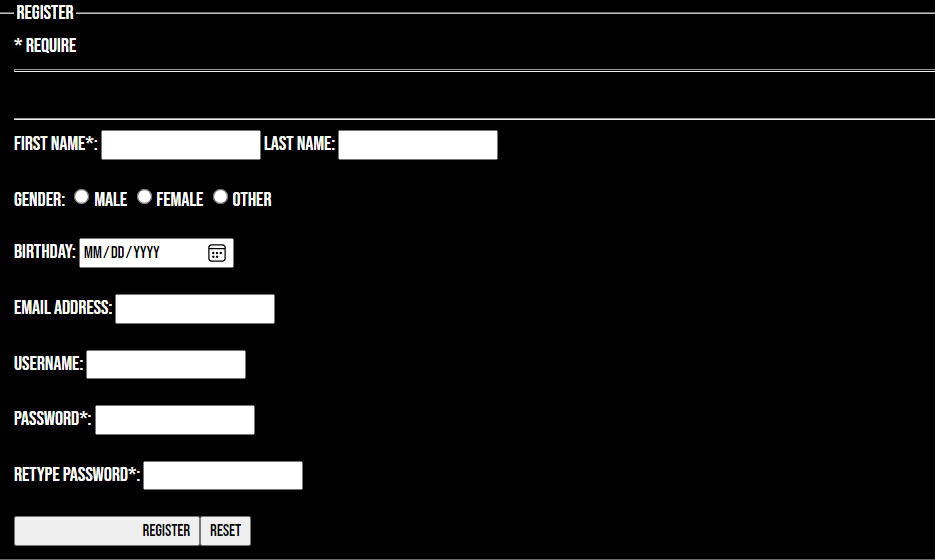 REGISTER
* REQUIRE
FIRST NAME*: LAST NAME:
GENDER: MALE FEMALE OTHER
BIRTHDAY: MM/DD/YYYY
EMAIL ADDRESS:
USERNAME:
PASSWORD*:
RETYPE PASSWORD*:
REGISTER RESET